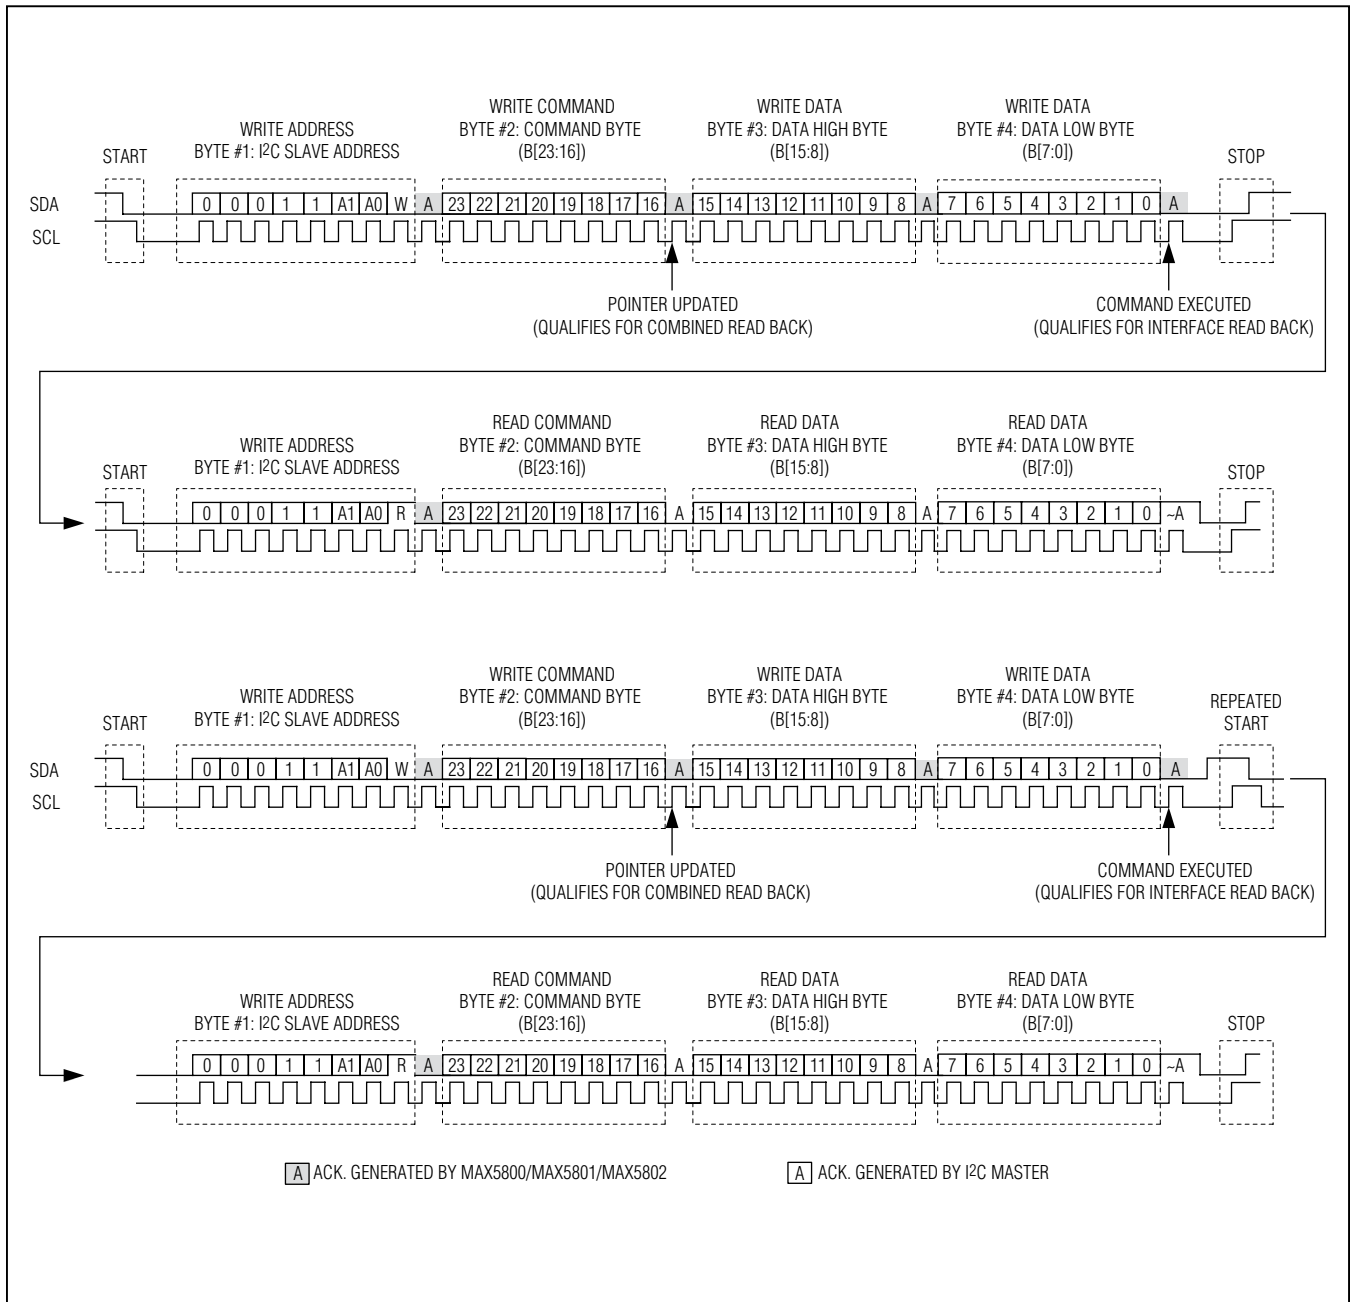 WRITE COMMAND WRITE DATA WRITE DATA
WRITE ADDRESS BYTE #2: COMMAND BYTE BYTE #3: DATA HIGH BYTE BYTE #4: DATA LOW BYTE
START BYTE #1: I²C SLAVE ADDRESS (B[23:16]) (B[15:8]) (B[7:0]) STOP
SDA 0 0 0 1 1 A1 A0 W A 23 22 21 20 19 18 17 16 A 15 14 13 12 11 10 9 8 A 7 6 5 4 3 2 1 0 A
SCL
POINTER UPDATED COMMAND EXECUTED
(QUALIFIES FOR COMBINED READ BACK) (QUALIFIES FOR INTERFACE READ BACK)
READ COMMAND READ DATA READ DATA
WRITE ADDRESS BYTE #2: COMMAND BYTE BYTE #3: DATA HIGH BYTE BYTE #4: DATA LOW BYTE
START BYTE #1: I²C SLAVE ADDRESS (B[23:16]) (B[15:8]) (B[7:0]) STOP
0 0 0 1 1 A1 A0 R A 23 22 21 20 19 18 17 16 A 15 14 13 12 11 10 9 8 A 7 6 5 4 3 2 1 0 ~A
WRITE COMMAND WRITE DATA WRITE DATA
WRITE ADDRESS BYTE #2: COMMAND BYTE BYTE #3: DATA HIGH BYTE BYTE #4: DATA LOW BYTE REPEATED
START BYTE #1: I²C SLAVE ADDRESS (B[23:16]) (B[15:8]) (B[7:0]) START
SDA 0 0 0 1 1 A1 A0 W A 23 22 21 20 19 18 17 16 A 15 14 13 12 11 10 9 8 A 7 6 5 4 3 2 1 0 A
SCL
POINTER UPDATED COMMAND EXECUTED
(QUALIFIES FOR COMBINED READ BACK) (QUALIFIES FOR INTERFACE READ BACK)
READ COMMAND READ DATA READ DATA
WRITE ADDRESS BYTE #2: COMMAND BYTE BYTE #3: DATA HIGH BYTE BYTE #4: DATA LOW BYTE
BYTE #1: I²C SLAVE ADDRESS (B[23:16]) (B[15:8]) (B[7:0]) STOP
0 0 0 1 1 A1 A0 R A 23 22 21 20 19 18 17 16 A 15 14 13 12 11 10 9 8 A 7 6 5 4 3 2 1 0 ~A
A ACK. GENERATED BY MAX5800/MAX5801/MAX5802 A ACK. GENERATED BY I²C MASTER